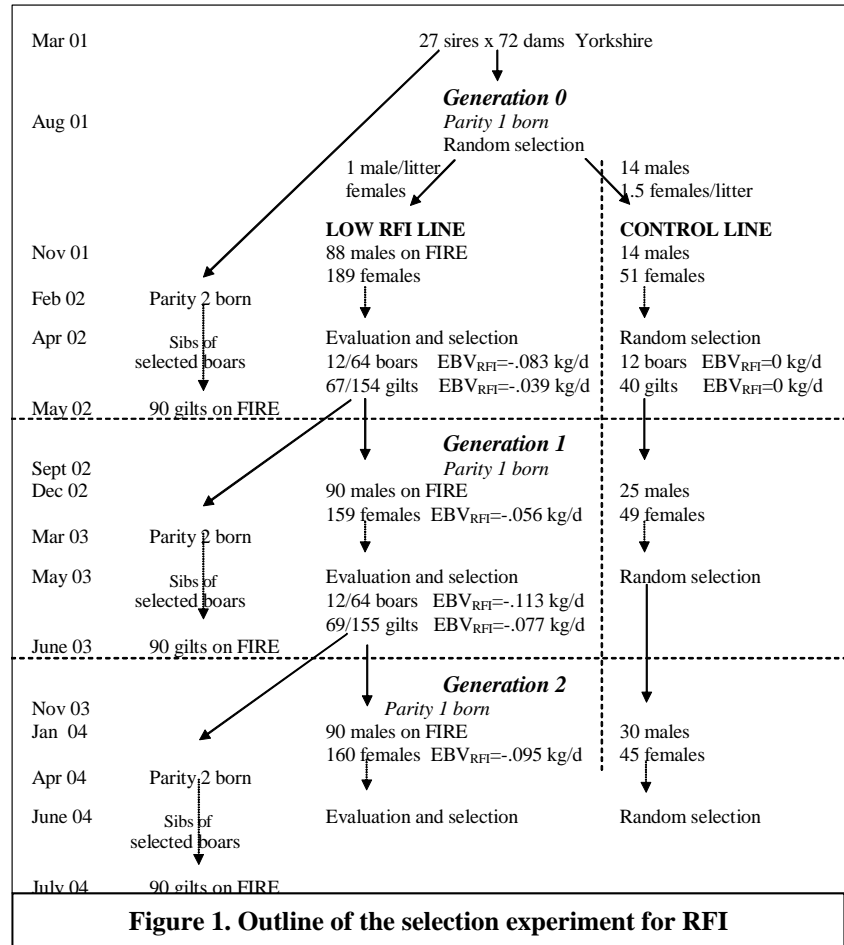 Mar 01 27 sires x 72 dams Yorkshire
Generation 0
Aug 01 Parity 1 born
Random selection
1 male/litter 14 males
females 1.5 females/litter
LOW RFI LINE CONTROL LINE
Nov 01 88 males on FIRE 14 males
189 females 51 females
Feb 02 Parity 2 born
Apr 02 Sibs of selected boars Evaluation and selection Random selection
12/64 boars EBVRFI=-.083 kg/d 12 boars EBVRFI=0 kg/d
67/154 gilts EBVRFI=-.039 kg/d 40 gilts EBVRFI=0 kg/d
May 02 90 gilts on FIRE
Generation 1
Sept 02 Parity 1 born
Dec 02 90 males on FIRE 25 males
159 females EBVRFI=-.056 kg/d 49 females
Mar 03 Parity 2 born
May 03 Sibs of selected boars Evaluation and selection Random selection
12/64 boars EBVRFI=-.113 kg/d
69/155 gilts EBVRFI=-.077 kg/d
June 03 90 gilts on FIRE
Generation 2
Nov 03 Parity 1 born
Jan 04 90 males on FIRE 30 males
160 females EBVRFI=-.095 kg/d 45 females
Apr 04 Parity 2 born
June 04 Sibs of selected boars Evaluation and selection Random selection
July 04 90 gilts on FIRE
Figure 1. Outline of the selection experiment for RFI